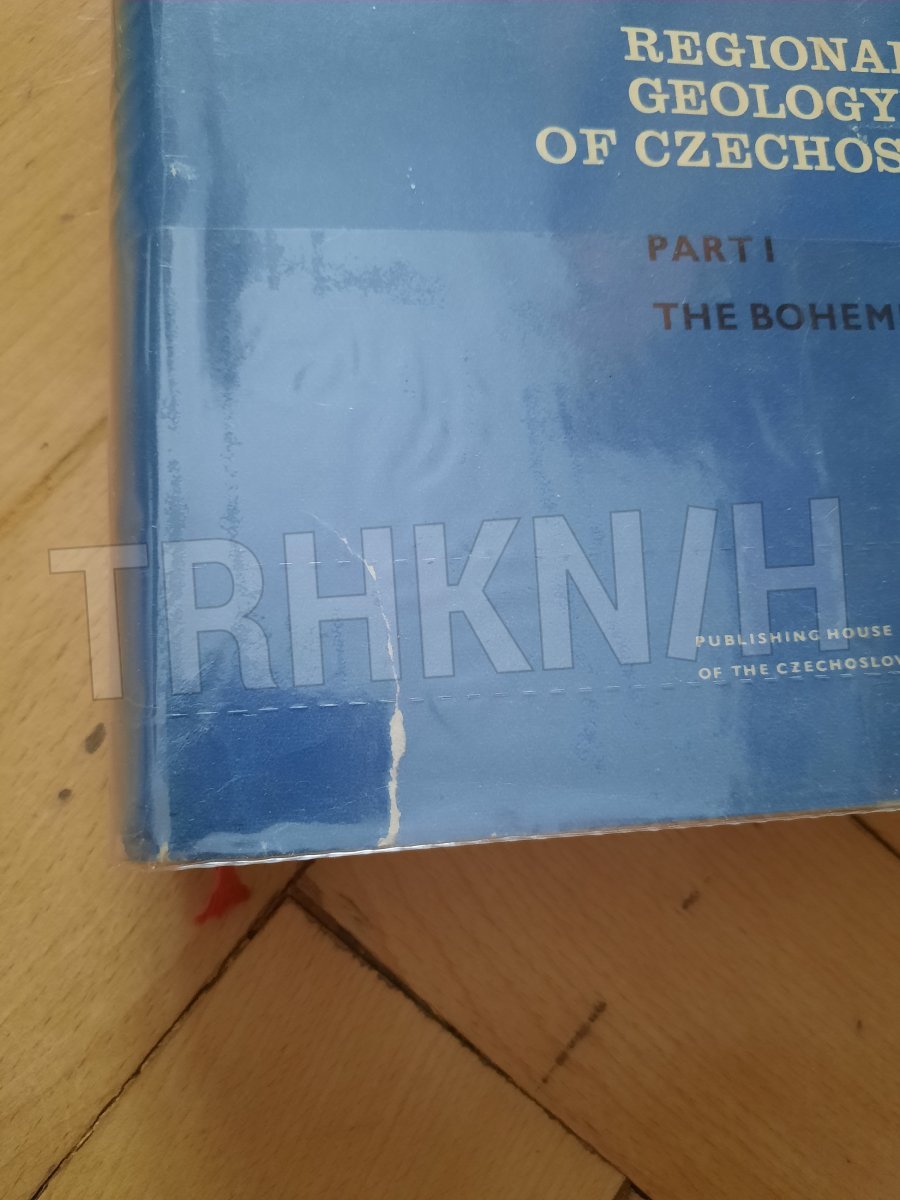 REGIONAL
GEOLOGY
OF CZECHOS
PART I
THE BOHEM
TRHKNIH
PUBLISHING HOUSE
OF THE CZECHOSLOV